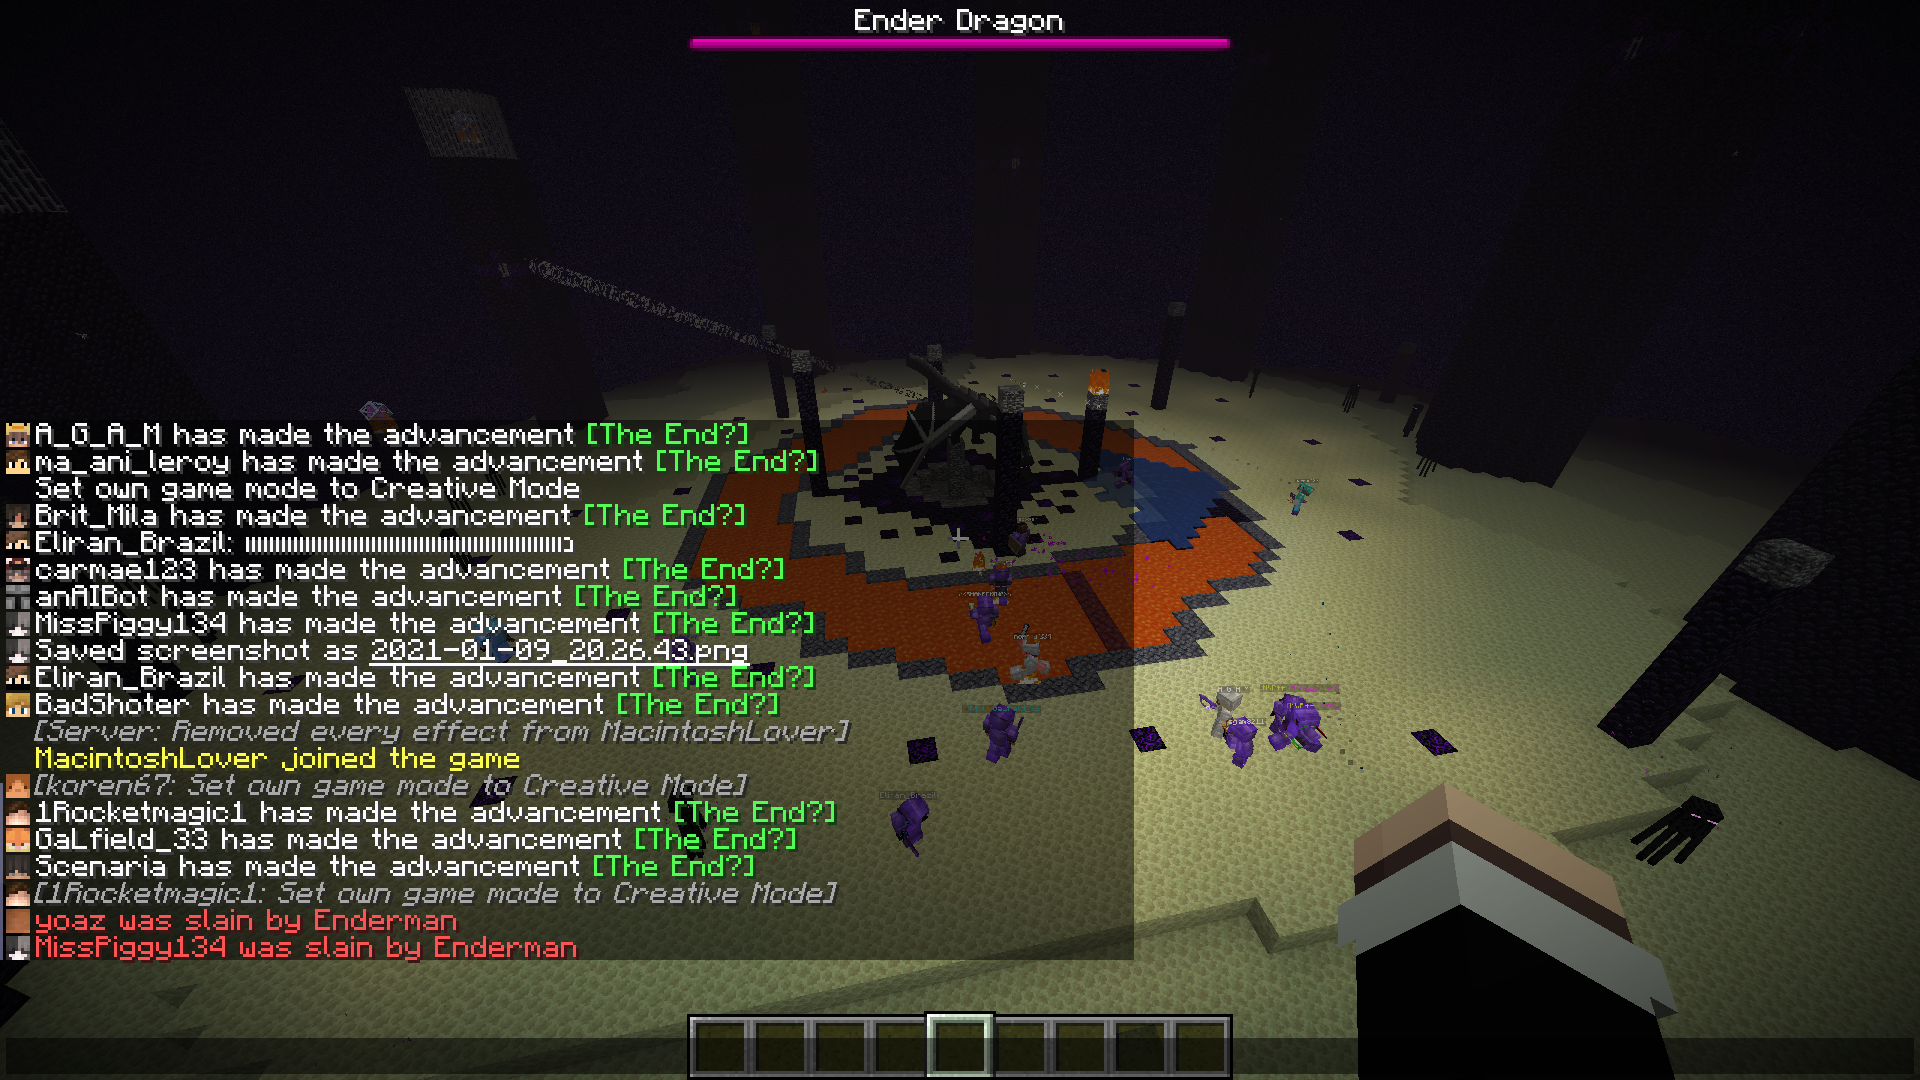 Ender Dragon
A_G_A_M has made the advancement [The End?]
ma_ani_leroy has made the advancement [The End?]
Set own game mode to Creative Mode
Brit_Mila has made the advancement [The End?]
Eliran_Brazil:
carmae123 has made the advancement [The End?]
anAIBot has made the advancement [The End?]
MissPiggy134 has made the advancement [The End?]
Saved screenshot as 2021-01-09_20.26.43.png
Eliran_Brazil has made the advancement [The End?]
BadShoter has made the advancement [The End?]
[Server: Removed every effect from MacintoshLover]
MacintoshLover joined the game
[koren67: Set own game mode to Creative Mode]
1Rocketmagic1 has made the advancement [The End?]
GaLfield_33 has made the advancement [The End?]
Scenaria has made the advancement [The End?]
[1Rocketmagic1: Set own game mode to Creative Mode]
yoaz was slain by Enderman
MissPiggy134 was slain by Enderman
Eliran_Brazil